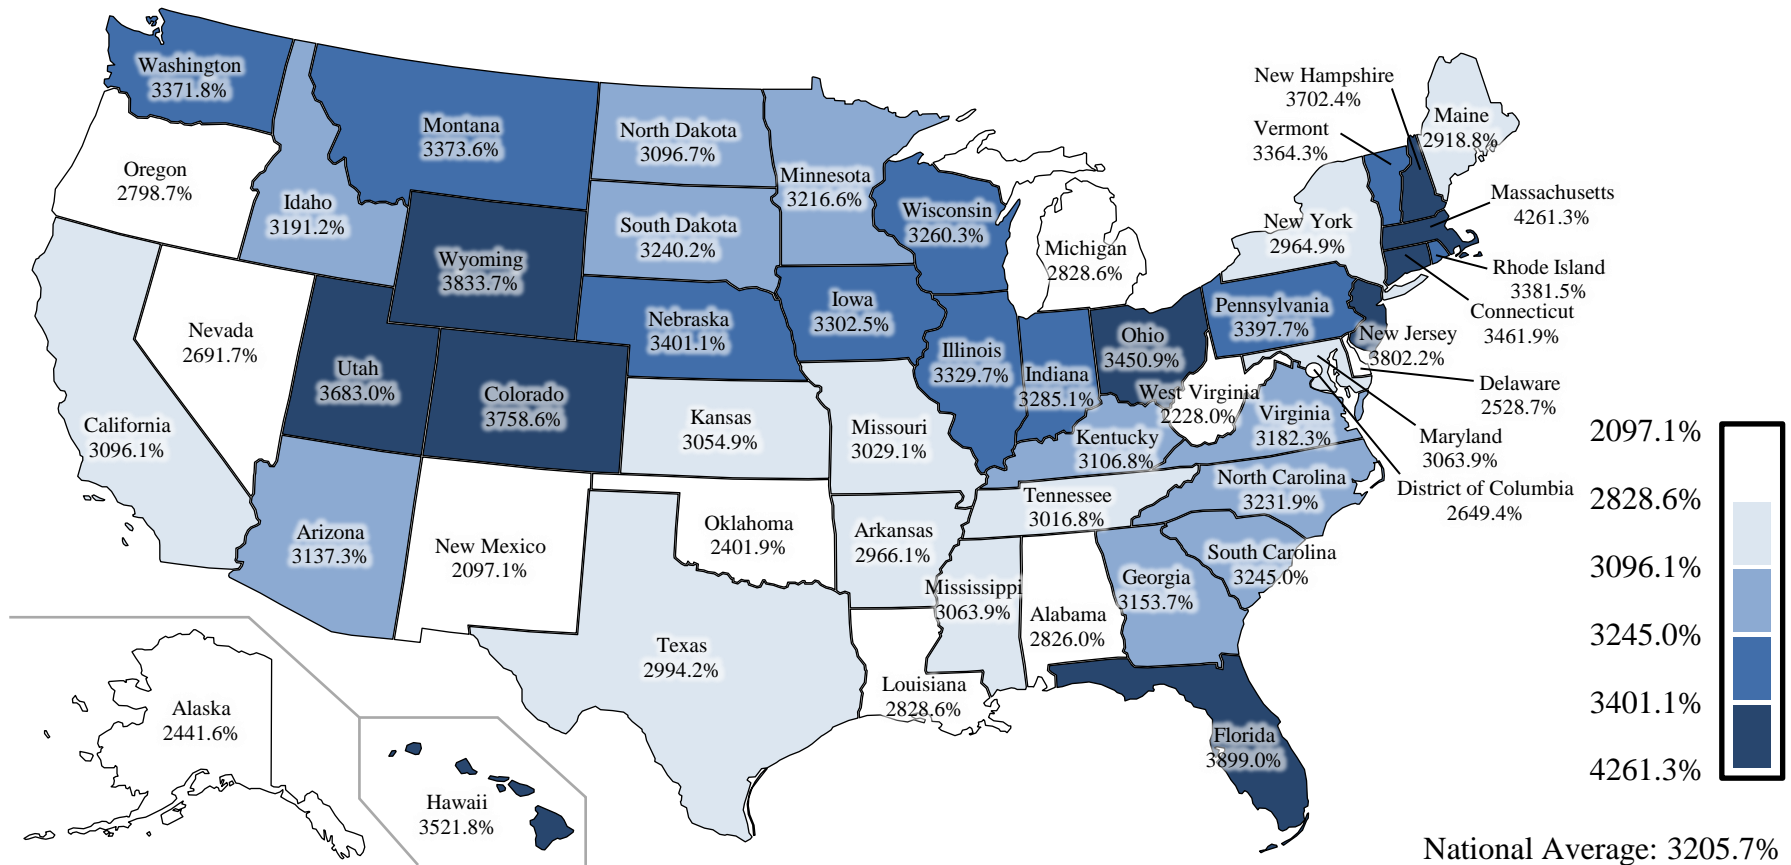 Washington
3371.8%
Montana
3373.6%
North Dakota
3096.7%
Minnesota
3216.6%
Oregon
2798.7%
Idaho
3191.2%
South Dakota
3240.2%
Wyoming
3833.7%
Wisconsin
3260.3%
Michigan
2828.6%
New York
2964.9%
New Hampshire
3702.4%
Vermont
3364.3%
Maine
2918.8%
Massachusetts
4261.3%
Rhode Island
3381.5%
Connecticut
3461.9%
New Jersey
3802.2%
Delaware
2528.7%
Maryland
3063.9%
District of Columbia
2649.4%
Pennsylvania
3397.7%
Nevada
2691.7%
Utah
3683.0%
Colorado
3758.6%
Nebraska
3401.1%
Iowa
3302.5%
Illinois
3329.7%
Indiana
3285.1%
Ohio
3450.9%
West Virginia
2228.0%
Virginia
3182.3%
Kentucky
3106.8%
California
3096.1%
Kansas
3054.9%
Missouri
3029.1%
Tennessee
3016.8%
North Carolina
3231.9%
South Carolina
3245.0%
Arizona
3137.3%
New Mexico
2097.1%
Oklahoma
2401.9%
Arkansas
2966.1%
Mississippi
3063.9%
Alabama
2826.0%
Georgia
3153.7%
Texas
2994.2%
Louisiana
2828.6%
Florida
3899.0%
Alaska
2441.6%
Hawaii
3521.8%
2097.1%
2828.6%
3096.1%
3245.0%
3401.1%
4261.3%
National Average: 3205.7%